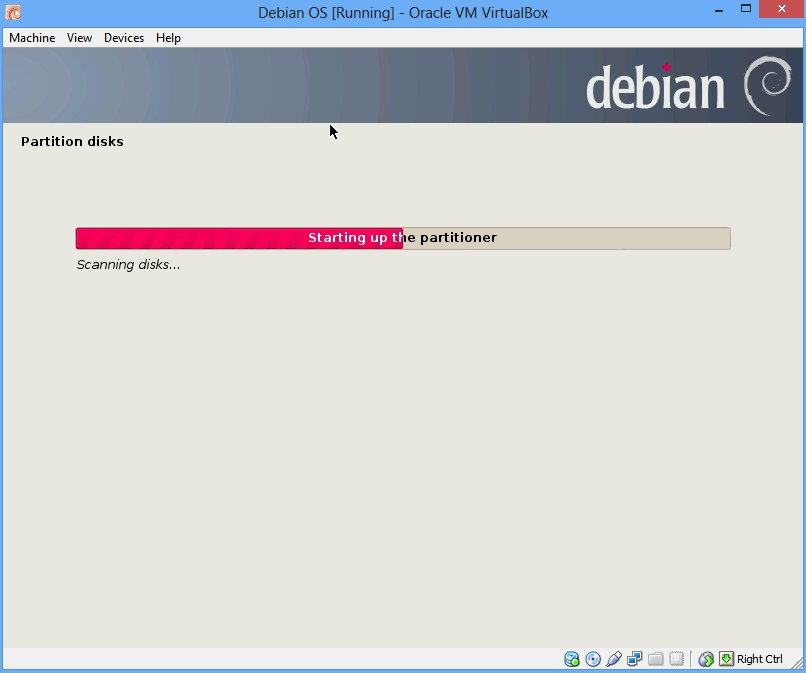 Debian OS [Running] - Oracle VM VirtualBox
Machine View Devices Help
debian
Partition disks
Starting up the partitioner
Scanning disks...
Right Ctrl